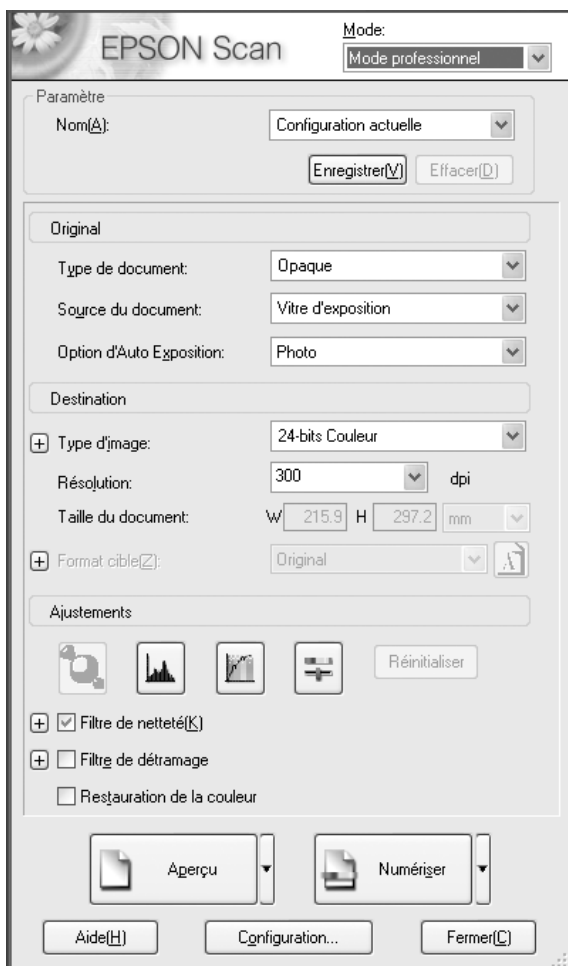 EPSON Scan
Mode:
Mode professionnel
Paramètre
Nom(A):
Configuration actuelle
Enregistrer(V)
Effacer(D)
Original
Type de document:
Opaque
Source du document:
Vitre d'exposition
Option d'Auto Exposition:
Photo
Destination
Type d'image:
24-bits Couleur
Résolution:
300
dpi
Taille du document:
W 215.9 H 297.2 mm
Format cible(Z):
Original
Ajustements
Réinitialiser
Filtre de netteté(K)
Filtre de détramage
Restauration de la couleur
Aperçu
Numériser
Aide(H)
Configuration...
Fermer(C)